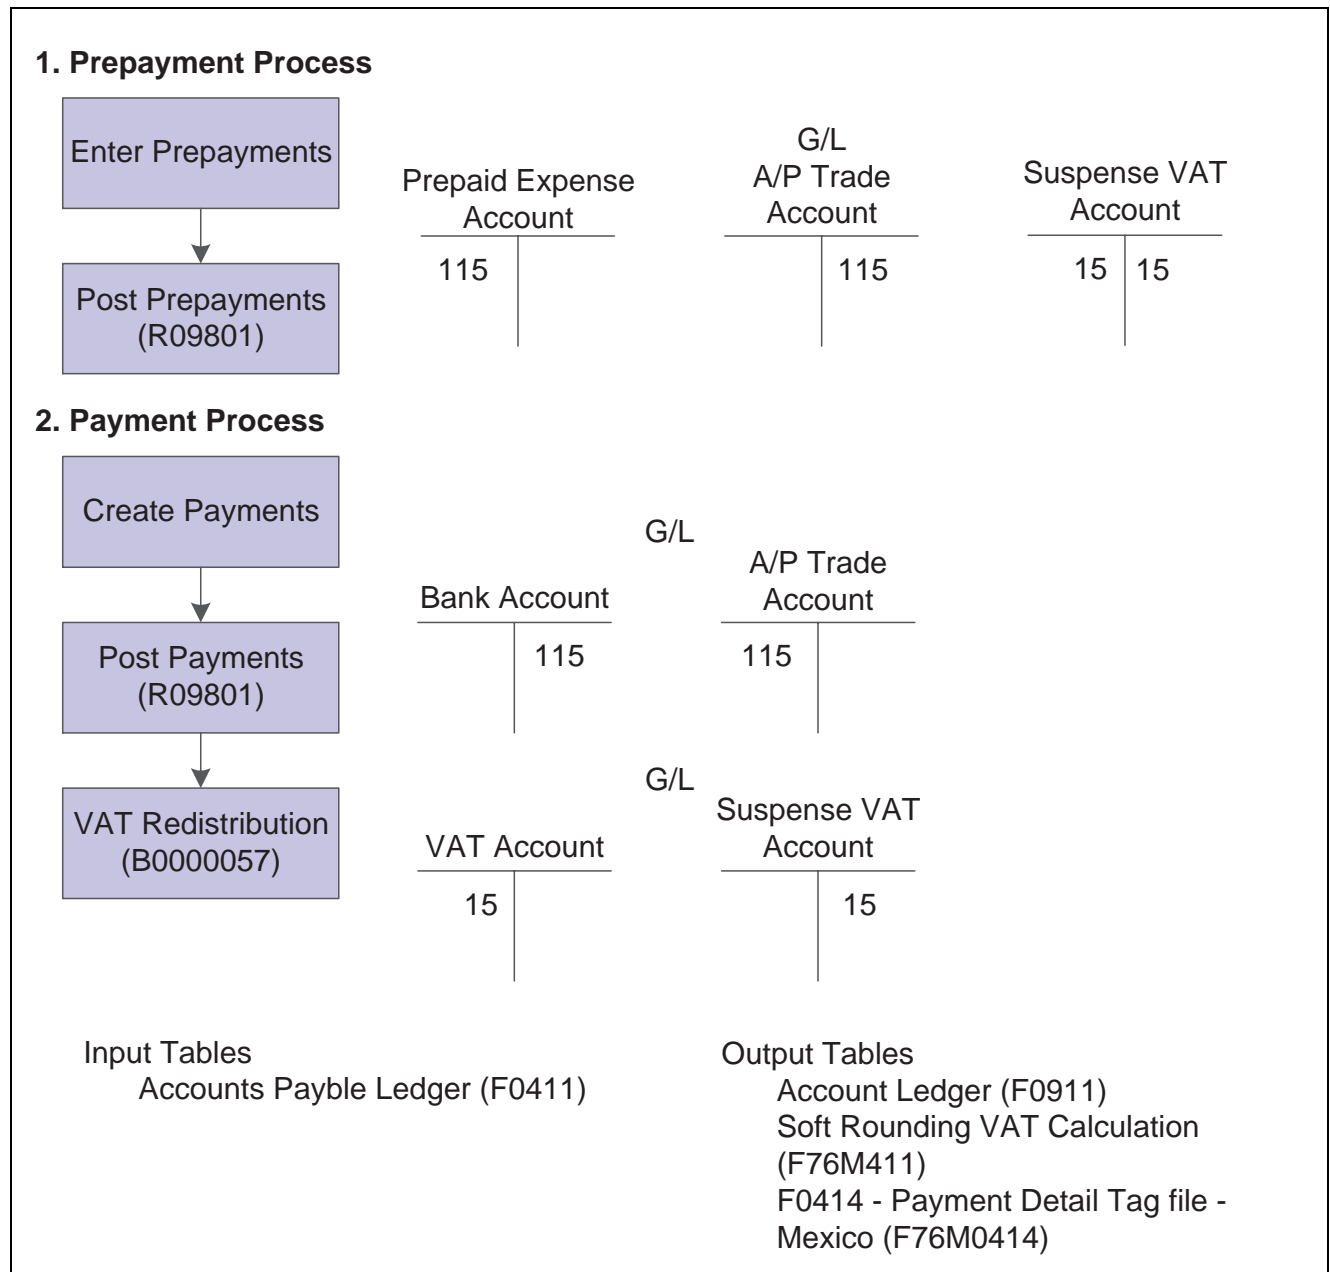 1. Prepayment Process
Enter Prepayments
Post Prepayments
(R09801)
Prepaid Expense
Account
115
G/L
A/P Trade
Account
115
Suspense VAT
Account
15 15
2. Payment Process
Create Payments
Post Payments
(R09801)
VAT Redistribution
(B0000057)
G/L
Bank Account
115
A/P Trade
Account
115
G/L
VAT Account
15
Suspense VAT
Account
15
Input Tables
Accounts Payble Ledger (F0411)
Output Tables
Account Ledger (F0911)
Soft Rounding VAT Calculation
(F76M411)
F0414 - Payment Detail Tag file -
Mexico (F76M0414)